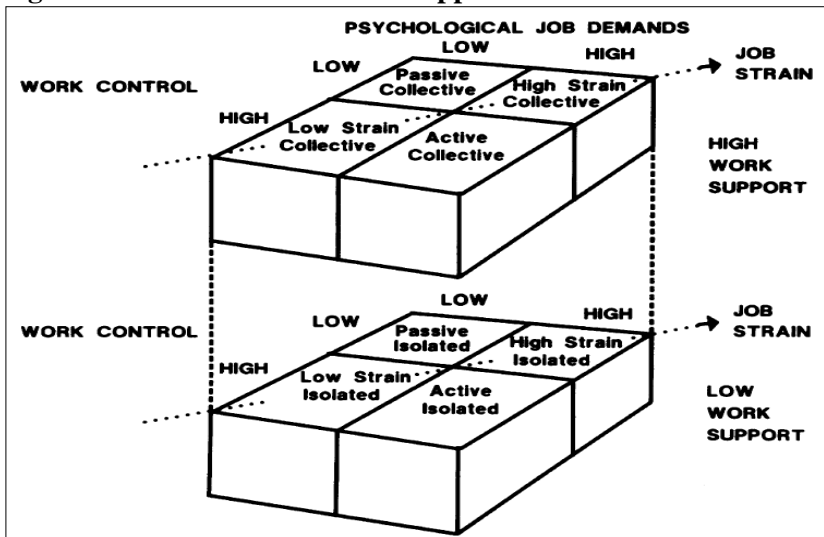 PSYCHOLOGICAL JOB DEMANDS
LOW
HIGH
JOB
STRAIN
LOW
WORK CONTROL
HIGH
Passive
Collective
High Strain
Collective
Low Strain
Collective
Active
Collective
HIGH
WORK
SUPPORT
LOW
HIGH
JOB
STRAIN
LOW
WORK CONTROL
HIGH
Passive
Isolated
High Strain
Isolated
Low Strain
Isolated
Active
Isolated
LOW
WORK
SUPPORT